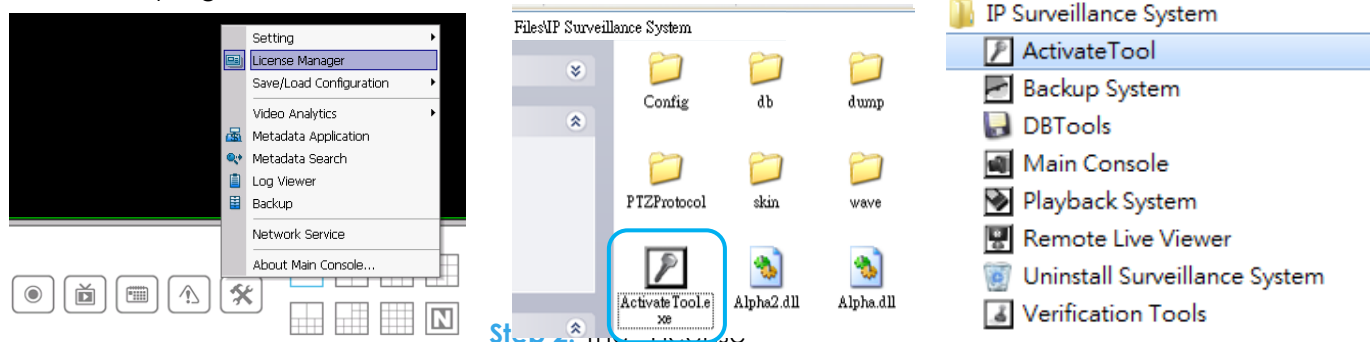 Setting
License Manager
Save/Load Configuration
Video Analytics
Metadata Application
Metadata Search
Log Viewer
Backup
Network Service
About Main Console...
N
Files\IP Surveillance System
Config
db
dump
PTZProtocol
skin
wave
ActivateTool.e
xe
Alpha2.dll
Alpha.dll
IP Surveillance System
ActivateTool
Backup System
DBTools
Main Console
Playback System
Remote Live Viewer
Uninstall Surveillance System
Verification Tools